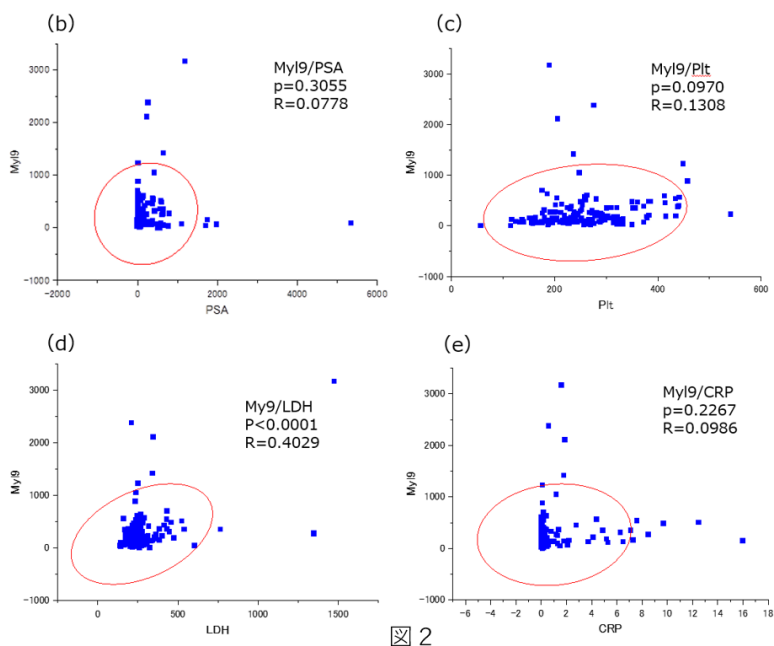 (b)
3000
2000
1000
0
−1000
Myl9
−2000
0
2000
4000
6000
PSA
Myl9/PSA
p=0.3055
R=0.0778
(c)
3000
2000
1000
0
−1000
Myl9
0
200
400
600
Plt
Myl9/Plt
p=0.0970
R=0.1308
(d)
3000
2000
1000
0
−1000
Myl9
0
500
1000
1500
LDH
My9/LDH
P<0.0001
R=0.4029
(e)
3000
2000
1000
0
−1000
Myl9
−6
−4
−2
0
2
4
6
8
10
12
14
16
18
CRP
Myl9/CRP
p=0.2267
R=0.0986
図 2